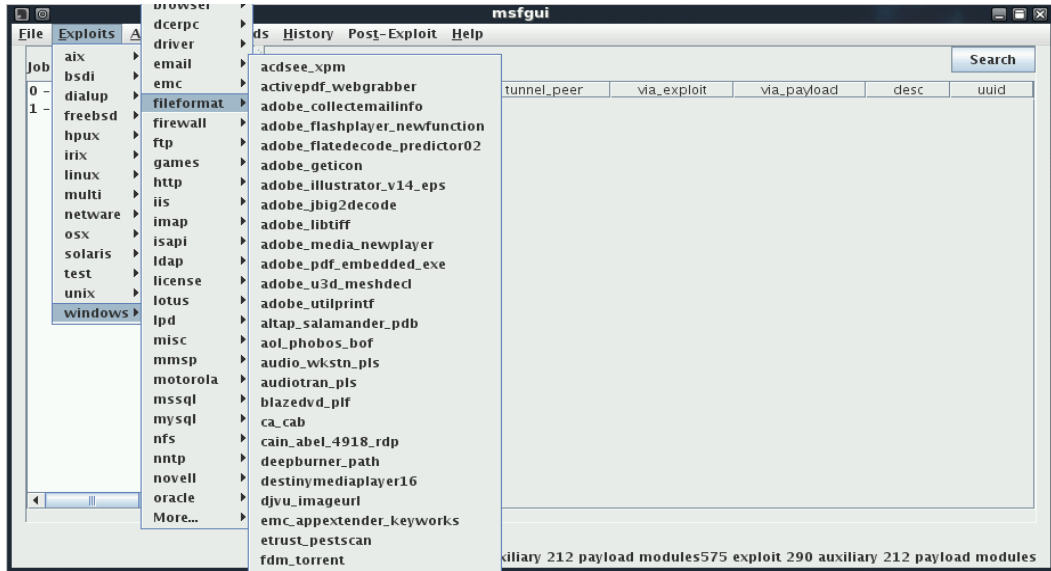 msfgui
File Exploits A ds History Post-Exploit Help
Job
Search
0 -
1 -
tunnel_peer via_exploit via_payload desc uuid
aix
bsdi
dialup
freebsd
hpux
irix
linux
multi
netware
osx
solaris
test
unix
windows
browser
dcerpc
driver
email
emc
fileformat
firewall
ftp
games
http
iis
imap
isapi
ldap
license
lotus
lpd
misc
mmsp
motorola
mssql
mysql
nfs
nntp
novell
oracle
More...
acdsee_xpm
activepdf_webgrabber
adobe_collectemailinfo
adobe_flashplayer_newfunction
adobe_flatedecode_predictor02
adobe_geticon
adobe_illustrator_v14_eps
adobe_jbig2decode
adobe_libtiff
adobe_media_newplayer
adobe_pdf_embedded_exe
adobe_u3d_meshdecl
adobe_utilprintf
altap_salamander_pdb
aol_phobos_bof
audio_wkstn_pls
audiotran_pls
blazedvd_plf
ca_cab
cain_abel_4918_rdp
deepburner_path
destinymediaplayer16
djvu_imageurl
emc_appextender_keyworks
etrust_pestscan
fdm_torrent
xiliary 212 payload modules575 exploit 290 auxiliary 212 payload modules